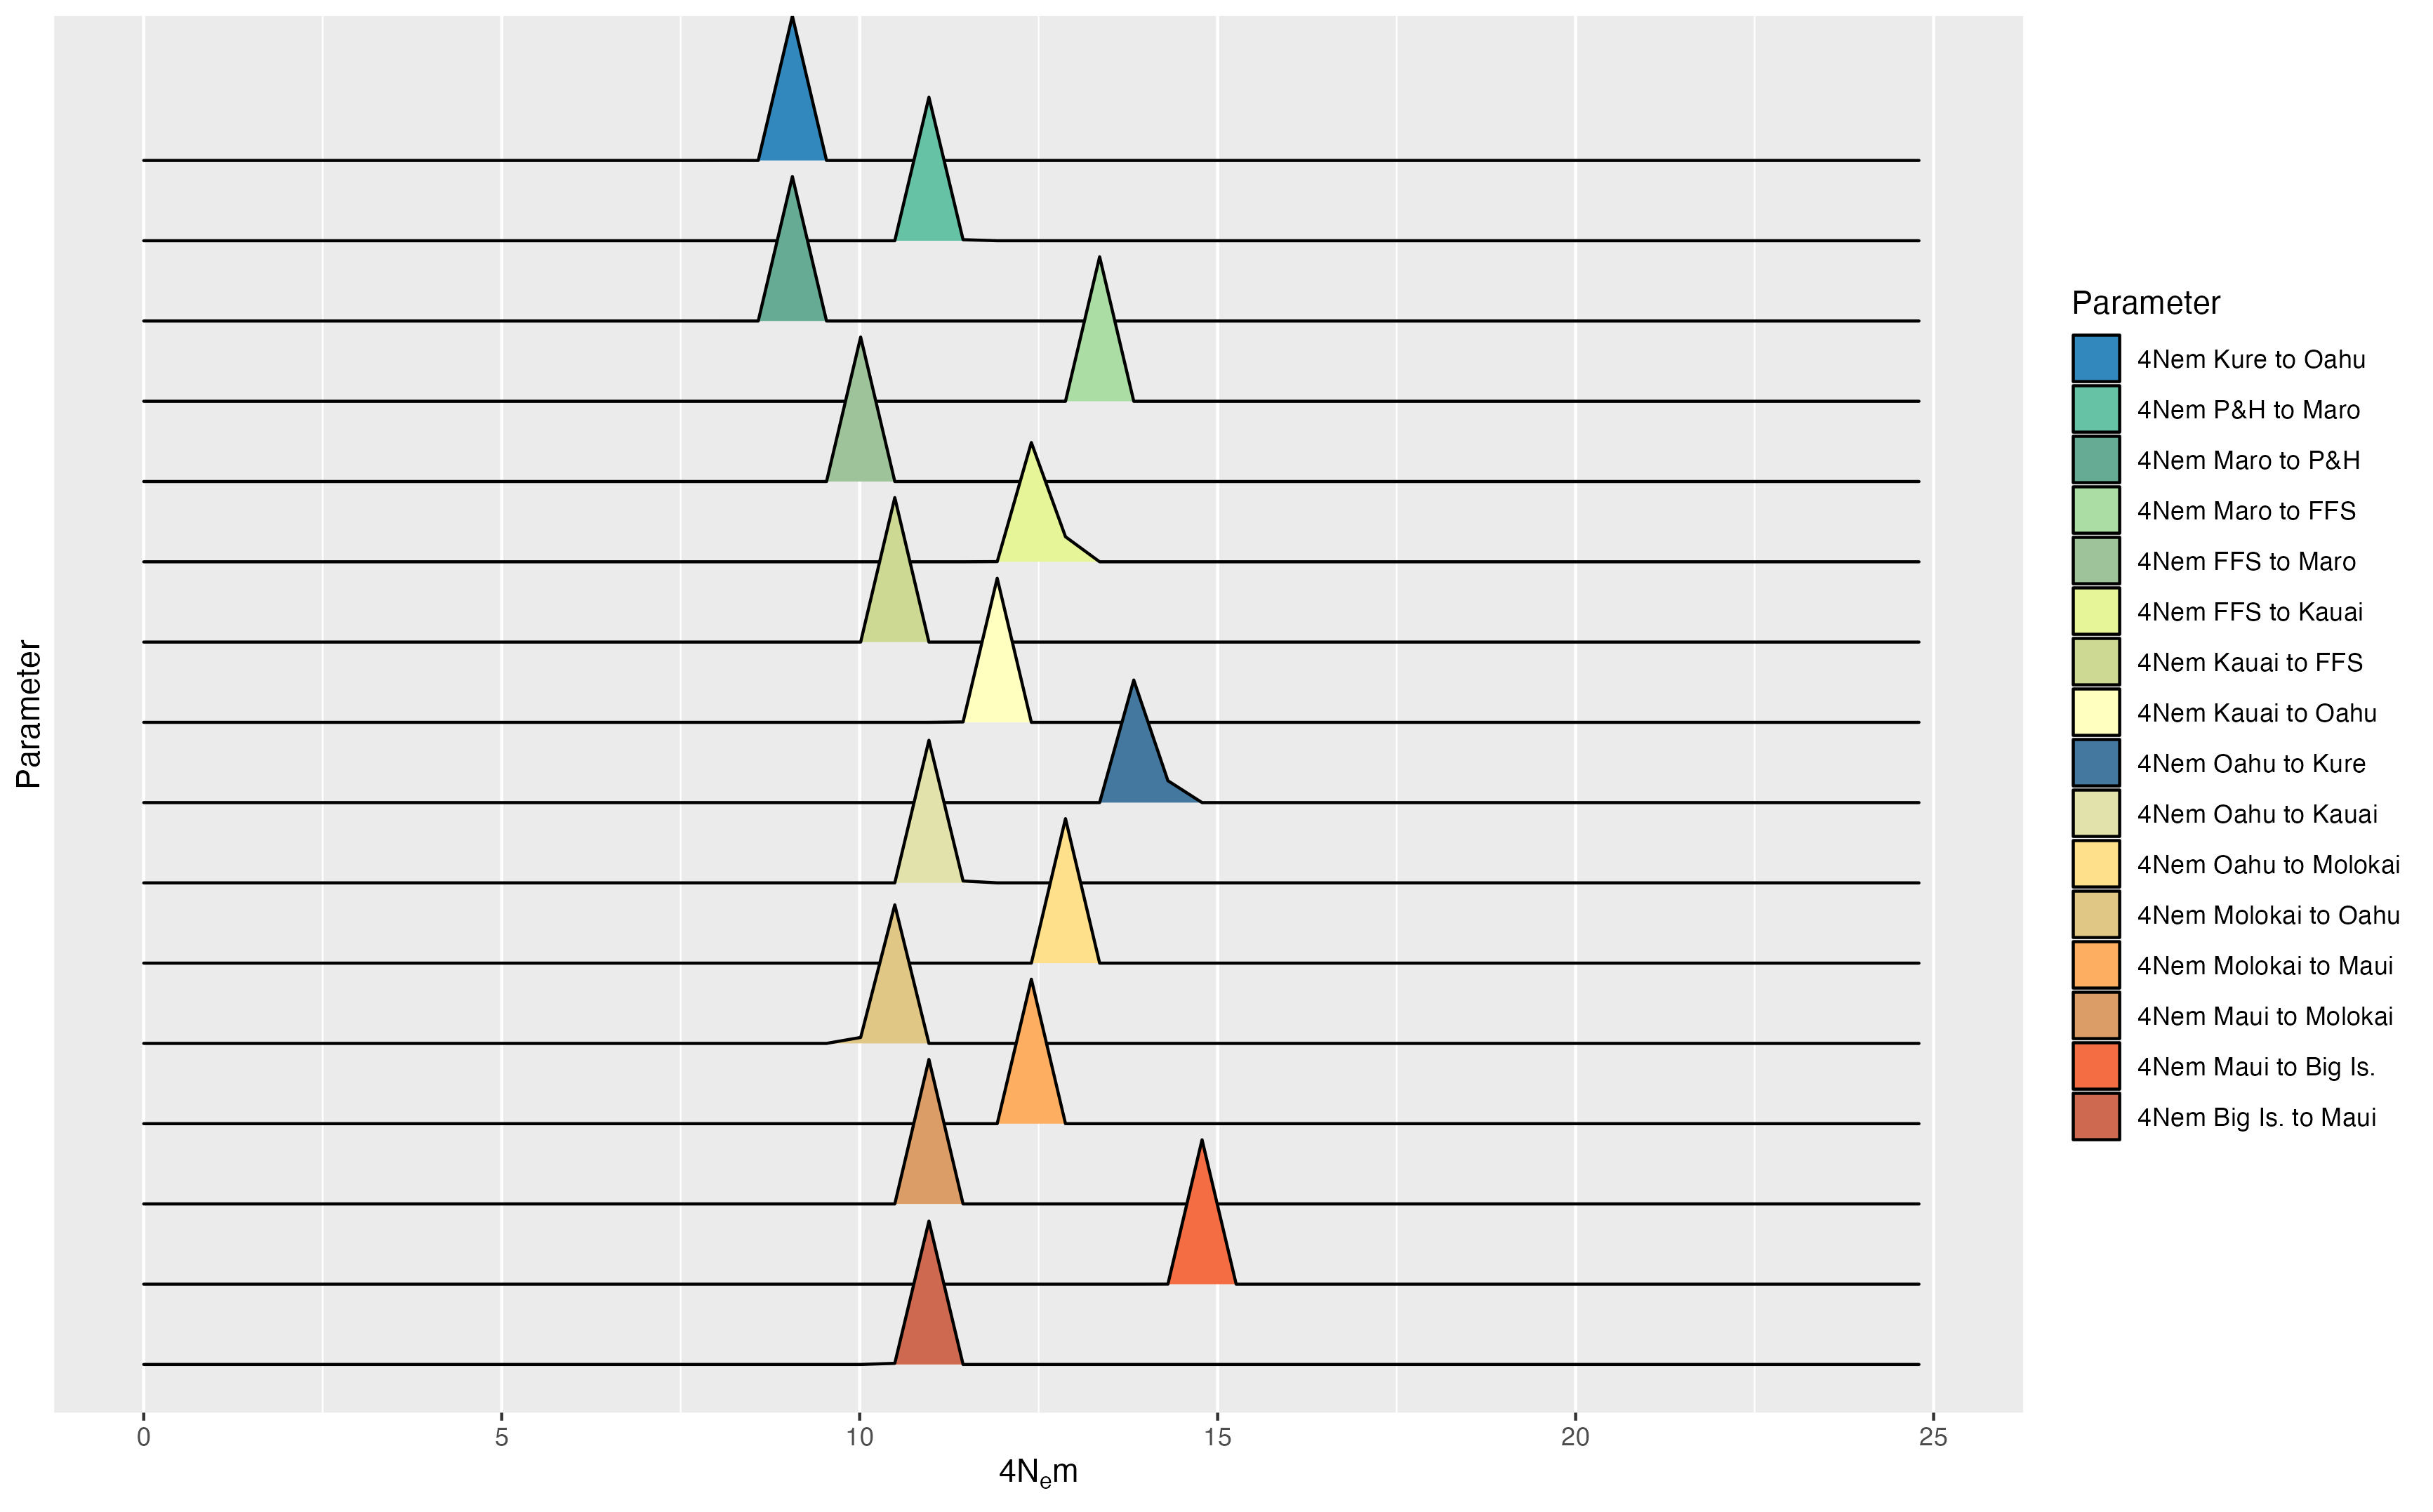 Parameter
0
5
10
15
20
25
4Nₑm
Parameter
4Nem Kure to Oahu
4Nem P&H to Maro
4Nem Maro to P&H
4Nem Maro to FFS
4Nem FFS to Maro
4Nem FFS to Kauai
4Nem Kauai to FFS
4Nem Kauai to Oahu
4Nem Oahu to Kure
4Nem Oahu to Kauai
4Nem Oahu to Molokai
4Nem Molokai to Oahu
4Nem Molokai to Maui
4Nem Maui to Molokai
4Nem Maui to Big Is.
4Nem Big Is. to Maui